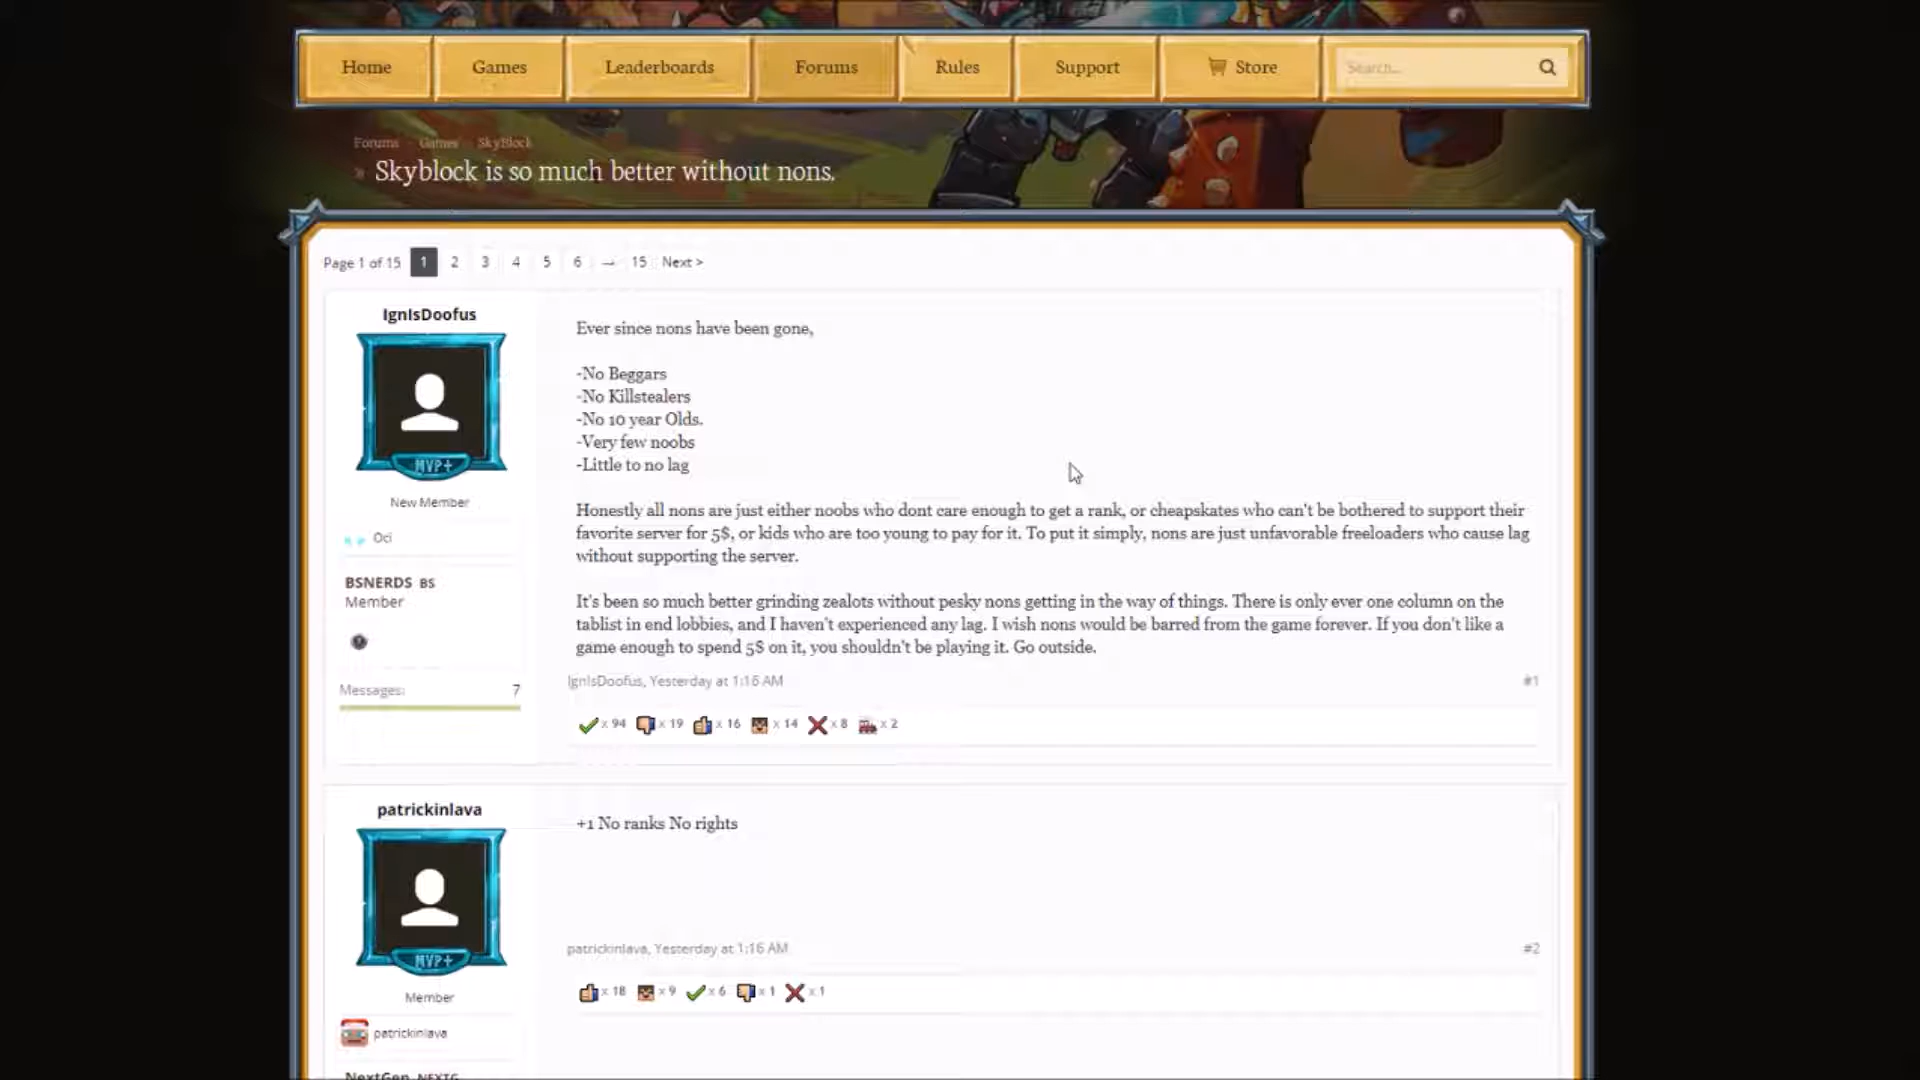 Home
Games
Leaderboards
Forums
Rules
Support
Store
Search...
Forums Games SkyBlock
» Skyblock is so much better without nons.
Page 1 of 15 1 2 3 4 5 6 → 15 Next >
IgnIsDoofus
MVP+
New Member
Oci
BSNERDS BS
Member
Messages: 7
Ever since nons have been gone,
-No Beggars
-No Killstealers
-No 10 year Olds.
-Very few noobs
-Little to no lag
Honestly all nons are just either noobs who dont care enough to get a rank, or cheapskates who can't be bothered to support their
favorite server for 5$, or kids who are too young to pay for it. To put it simply, nons are just unfavorable freeloaders who cause lag
without supporting the server.
It's been so much better grinding zealots without pesky nons getting in the way of things. There is only ever one column on the
tablist in end lobbies, and I haven't experienced any lag. I wish nons would be barred from the game forever. If you don't like a
game enough to spend 5$ on it, you shouldn't be playing it. Go outside.
IgnIsDoofus, Yesterday at 1:16 AM #1
x 94 x 19 x 16 x 14 x 8 x 2
patrickinlava
MVP+
Member
patrickinlava
NextGen NEXTG
+1 No ranks No rights
patrickinlava, Yesterday at 1:16 AM #2
x 18 x 9 x 6 x 1 x 1